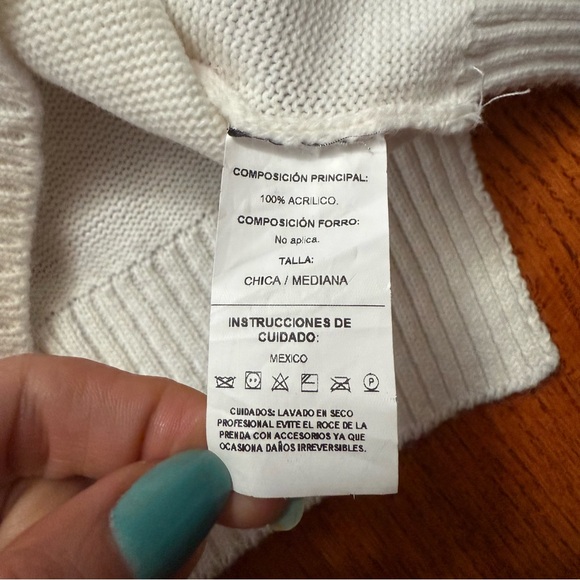 COMPOSICIÓN PRINCIPAL:
100% ACRILICO.
COMPOSICIÓN FORRO:
No aplica.
TALLA:
CHICA / MEDIANA
INSTRUCCIONES DE
CUIDADO:
MEXICO
P
CUIDADOS: LAVADO EN SECO
PROFESIONAL EVITE EL ROCE DE LA
PRENDA CON ACCESORIOS YA QUE
OCASIONA DAÑOS IRREVERSIBLES.